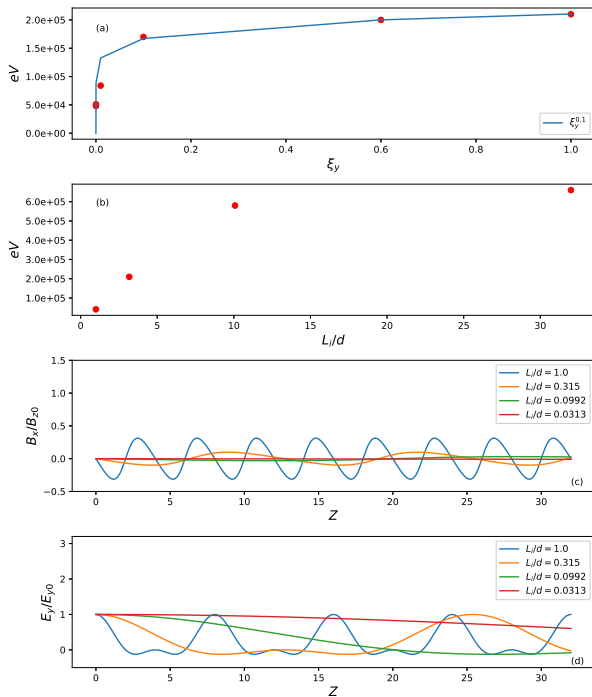 2.0e+05
1.5e+05
1.0e+05
5.0e+04
0.0e+00
eV
(a)
ξ_y^{0.1}
0.0 0.2 0.4 0.6 0.8 1.0
ξ_y
6.0e+05
5.0e+05
4.0e+05
3.0e+05
2.0e+05
1.0e+05
eV
(b)
0 5 10 15 20 25 30
L_i/d
1.5
1.0
0.5
0.0
−0.5
B_x/B_{z0}
L_i/d = 1.0
L_i/d = 0.315
L_i/d = 0.0992
L_i/d = 0.0313
(c)
0 5 10 15 20 25 30
Z
3
2
1
0
E_y/E_{y0}
L_i/d = 1.0
L_i/d = 0.315
L_i/d = 0.0992
L_i/d = 0.0313
(d)
0 5 10 15 20 25 30
Z